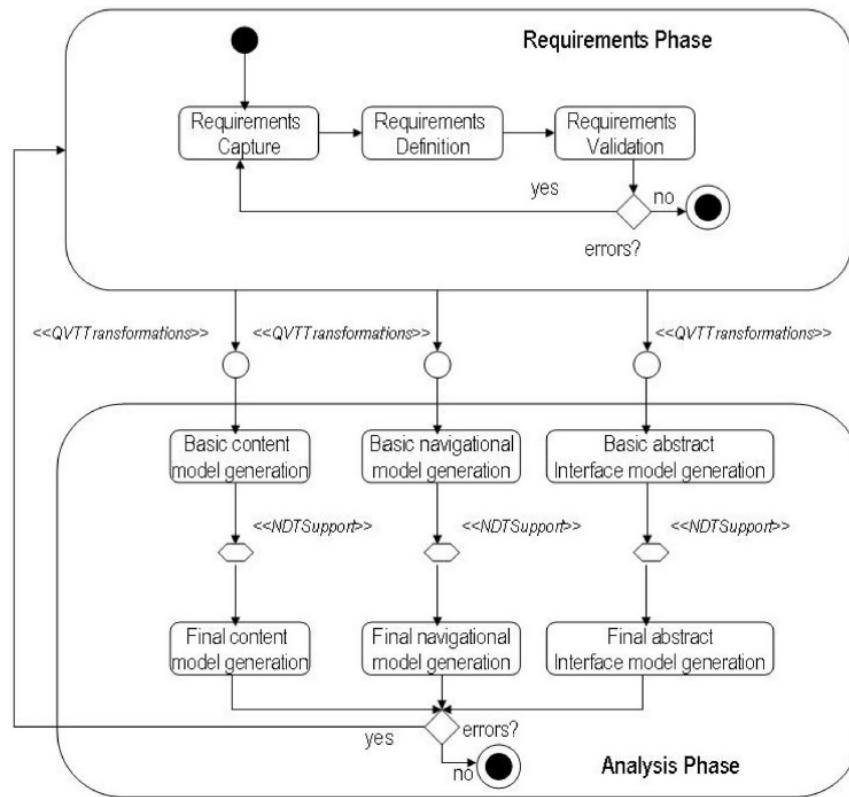 Requirements Phase
Requirements
Capture
Requirements
Definition
Requirements
Validation
yes
no
errors?
<<QVTTransformations>>
<<QVTTransformations>>
<<QVTTransformations>>
Basic content
model generation
Basic navigational
model generation
Basic abstract
Interface model generation
<<NDTSupport>>
<<NDTSupport>>
<<NDTSupport>>
Final content
model generation
Final navigational
model generation
Final abstract
Interface model generation
yes
errors?
no
Analysis Phase